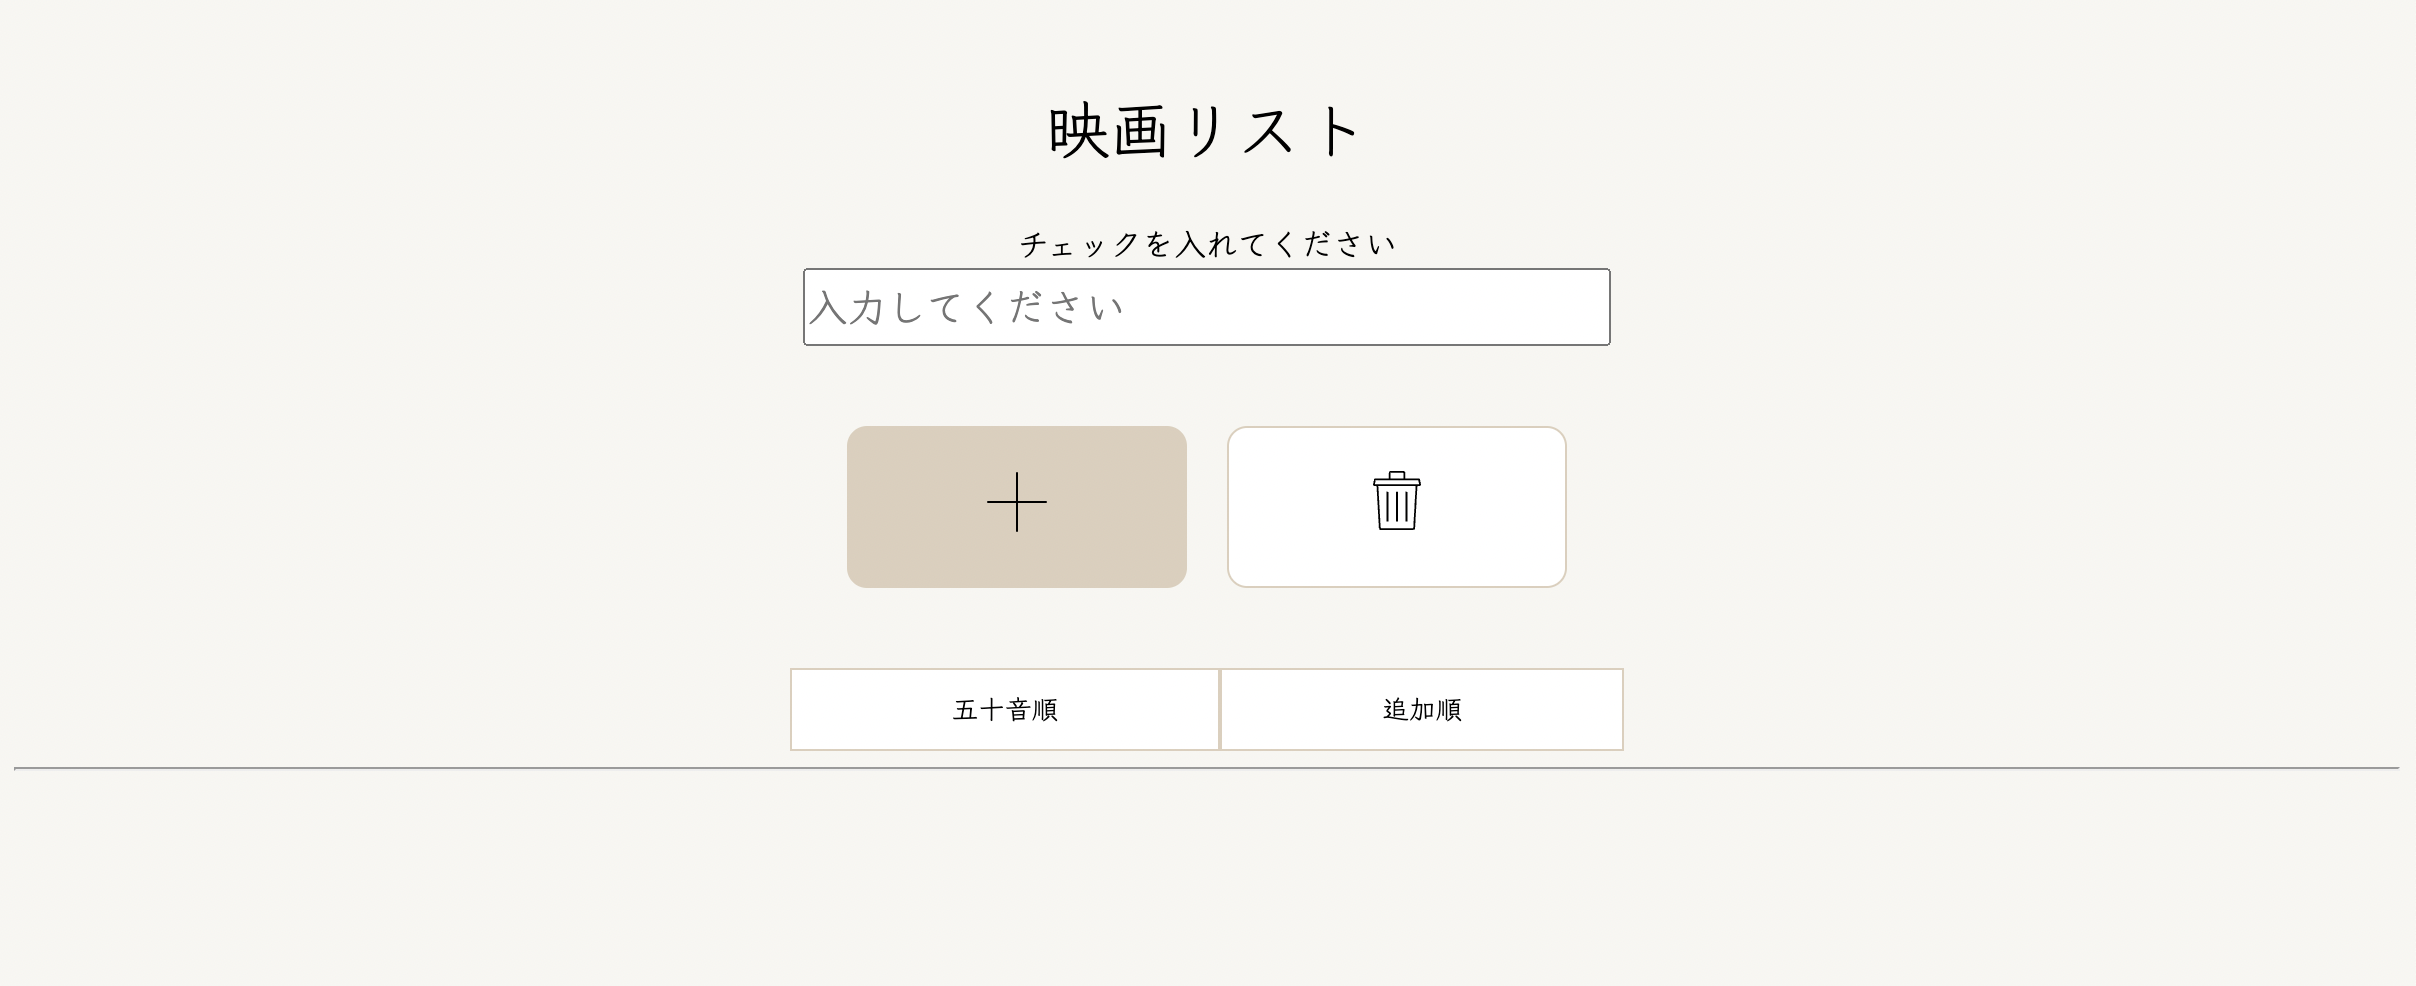 映画リスト
チェックを入れてください
入力してください
五十音順
追加順